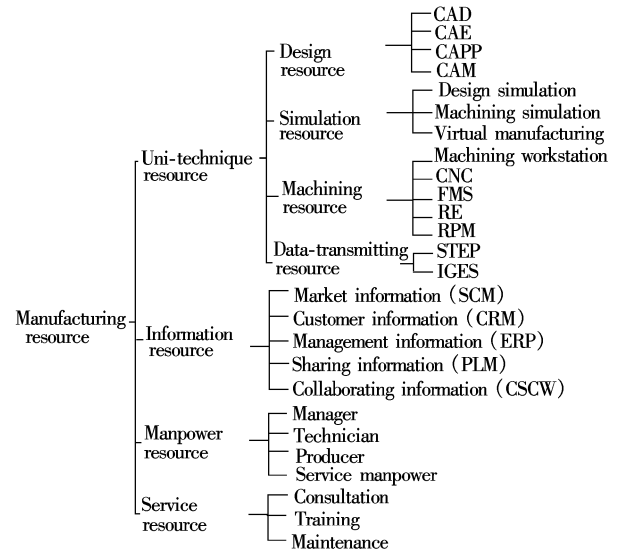 CAD
CAE
Design
resource
CAPP
CAM
Design simulation
Simulation
resource
Machining simulation
Virtual manufacturing
Uni-technique
resource
Machining workstation
CNC
Machining
resource
FMS
RE
RPM
Data-transmitting
resource
STEP
IGES
Manufacturing
resource
Information
resource
Market information (SCM)
Customer information (CRM)
Management information (ERP)
Sharing information (PLM)
Collaborating information (CSCW)
Manpower
resource
Manager
Technician
Producer
Service manpower
Service
resource
Consultation
Training
Maintenance